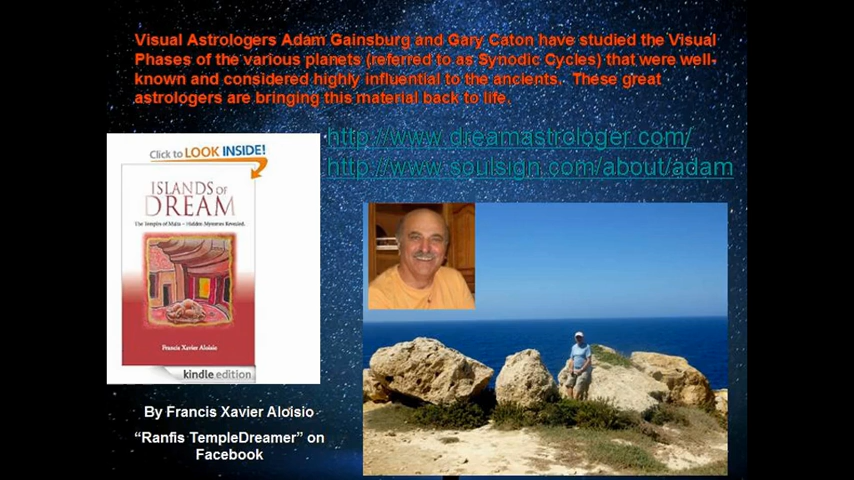 Visual Astrologers Adam Gainsburg and Gary Caton have studied the Visual
Phases of the various planets (referred to as Synodic Cycles) that were well-
known and considered highly influential to the ancients.  These great
astrologers are bringing this material back to life.
http://www.dreamastrologer.com/
http://www.soulsign.com/about/adam
Click to LOOK INSIDE!
ISLANDS OF
DREAM
The Temples of Malta - Hidden Mysteries Revealed.
Francis Xavier Aloisio
kindle edition
By Francis Xavier Aloisio
“Ranfis TempleDreamer” on
Facebook